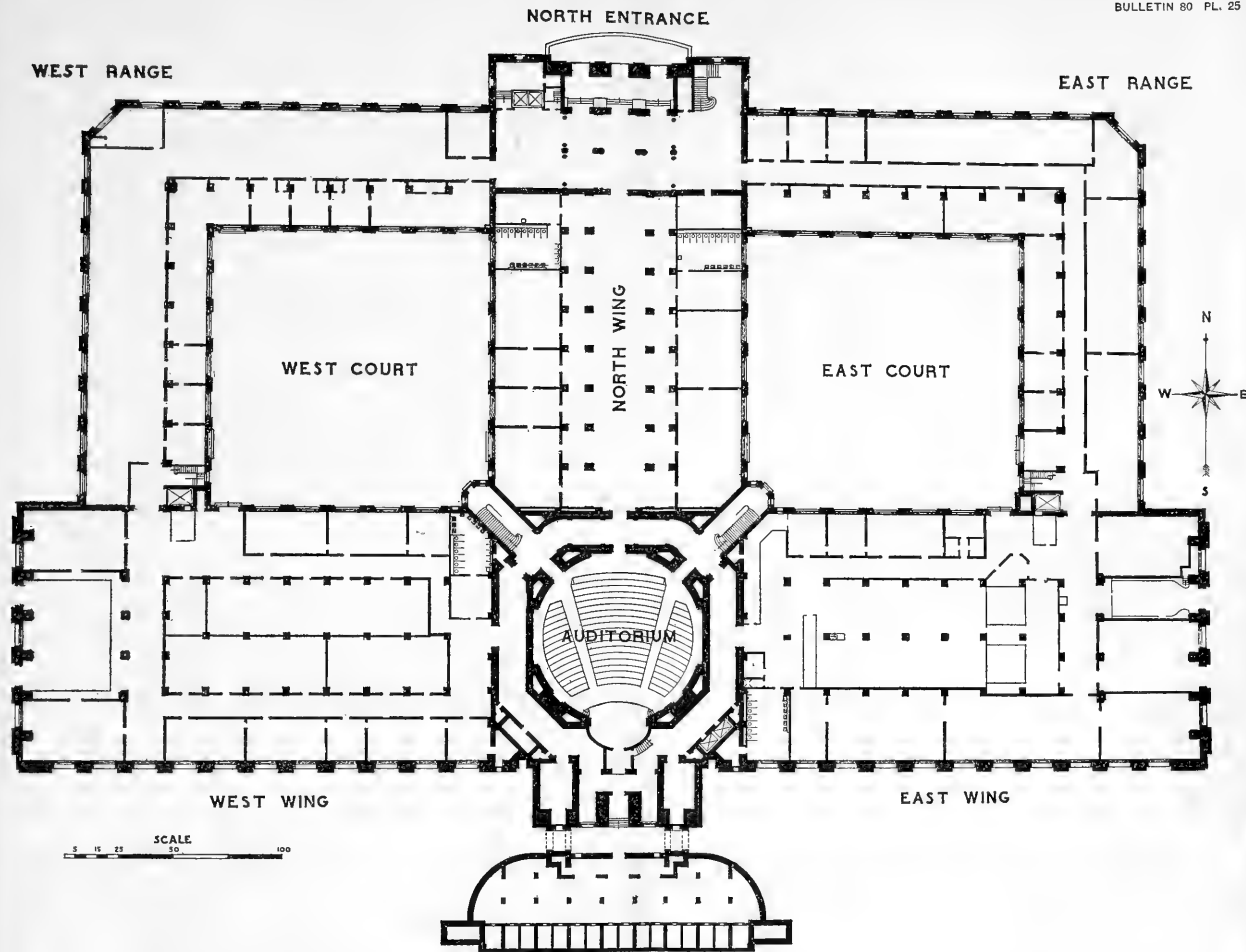 BULLETIN 80 PL. 25
NORTH ENTRANCE
WEST RANGE
EAST RANGE
NORTH WING
WEST COURT
EAST COURT
N
W E
S
AUDITORIUM
WEST WING
EAST WING
SCALE
5 15 25 50 100